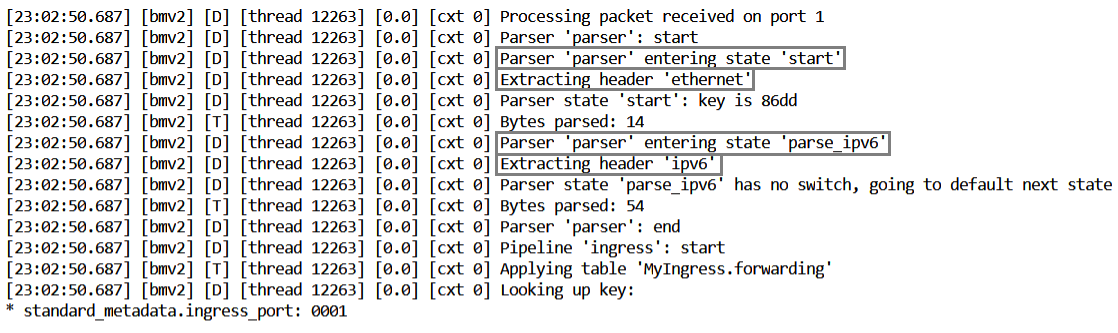 [23:02:50.687] [bmv2] [D] [thread 12263] [0.0] [cxt 0] Processing packet received on port 1
[23:02:50.687] [bmv2] [D] [thread 12263] [0.0] [cxt 0] Parser 'parser': start
[23:02:50.687] [bmv2] [D] [thread 12263] [0.0] [cxt 0] Parser 'parser' entering state 'start'
[23:02:50.687] [bmv2] [D] [thread 12263] [0.0] [cxt 0] Extracting header 'ethernet'
[23:02:50.687] [bmv2] [D] [thread 12263] [0.0] [cxt 0] Parser state 'start': key is 86dd
[23:02:50.687] [bmv2] [T] [thread 12263] [0.0] [cxt 0] Bytes parsed: 14
[23:02:50.687] [bmv2] [D] [thread 12263] [0.0] [cxt 0] Parser 'parser' entering state 'parse_ipv6'
[23:02:50.687] [bmv2] [D] [thread 12263] [0.0] [cxt 0] Extracting header 'ipv6'
[23:02:50.687] [bmv2] [D] [thread 12263] [0.0] [cxt 0] Parser state 'parse_ipv6' has no switch, going to default next state
[23:02:50.687] [bmv2] [T] [thread 12263] [0.0] [cxt 0] Bytes parsed: 54
[23:02:50.687] [bmv2] [D] [thread 12263] [0.0] [cxt 0] Parser 'parser': end
[23:02:50.687] [bmv2] [D] [thread 12263] [0.0] [cxt 0] Pipeline 'ingress': start
[23:02:50.687] [bmv2] [T] [thread 12263] [0.0] [cxt 0] Applying table 'MyIngress.forwarding'
[23:02:50.687] [bmv2] [D] [thread 12263] [0.0] [cxt 0] Looking up key:
* standard_metadata.ingress_port: 0001